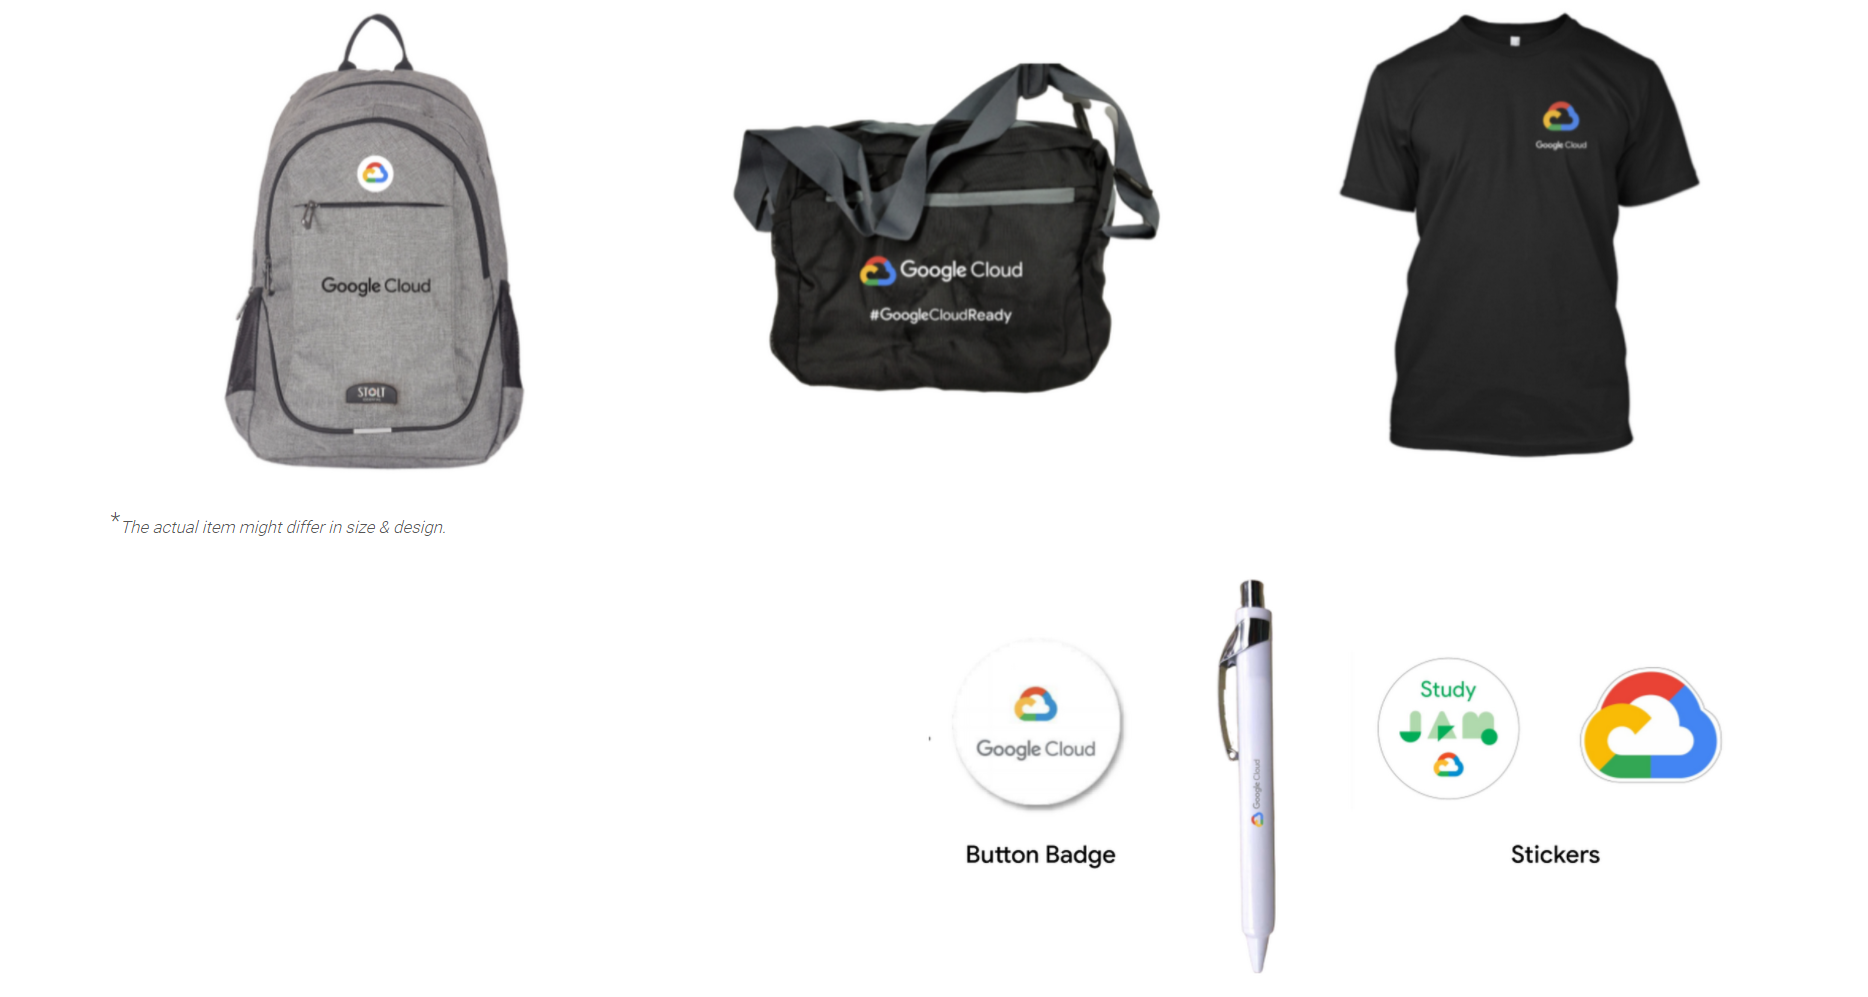 Google Cloud
STOLT
Google Cloud
#GoogleCloudReady
Google Cloud
*The actual item might differ in size & design.
Google Cloud
Button Badge
Google Cloud
Study
JAM
Stickers